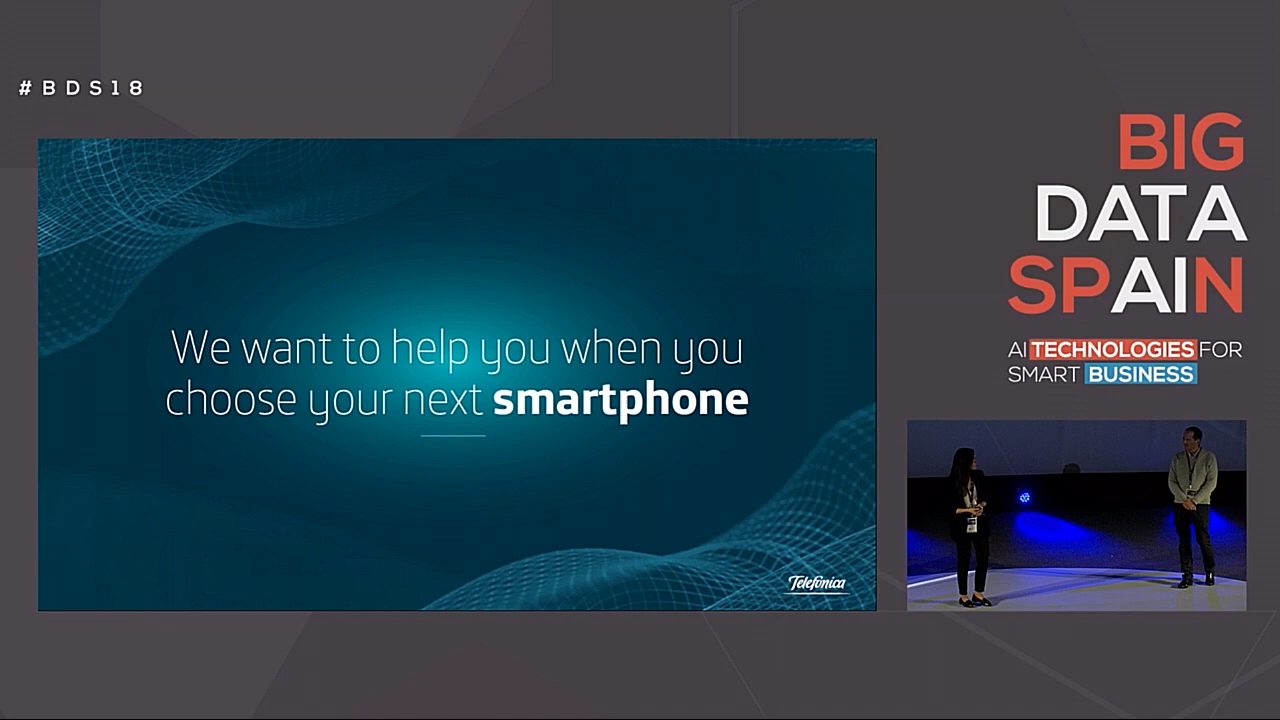 #BDS18
We want to help you when you
choose your next smartphone
Telefónica
BIG
DATA
SPAIN
AI TECHNOLOGIES FOR
SMART BUSINESS